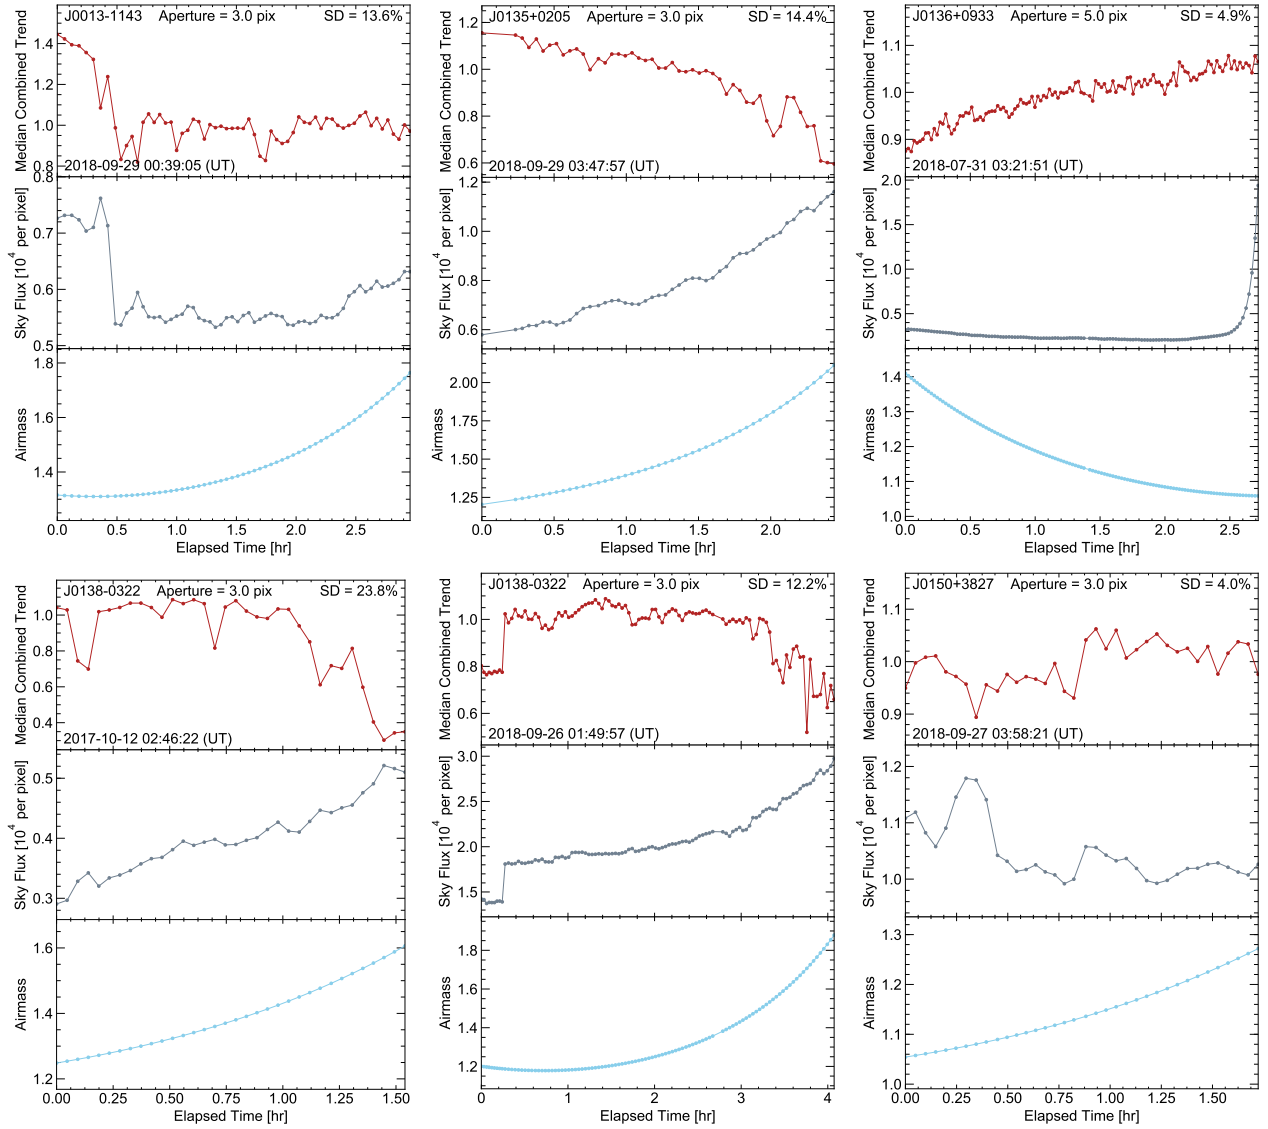 J0013-1143 Aperture = 3.0 pix SD = 13.6%
Median Combined Trend
1.4
1.2
1.0
0.8
2018-09-29 00:39:05 (UT)
Sky Flux [10^4 per pixel]
0.8
0.7
0.6
0.5
Airmass
1.8
1.6
1.4
0.0 0.5 1.0 1.5 2.0 2.5
Elapsed Time [hr]
J0135+0205 Aperture = 3.0 pix SD = 14.4%
Median Combined Trend
1.2
1.0
0.8
0.6
2018-09-29 03:47:57 (UT)
Sky Flux [10^4 per pixel]
1.2
1.0
0.8
0.6
Airmass
2.00
1.75
1.50
1.25
0.0 0.5 1.0 1.5 2.0
Elapsed Time [hr]
J0136+0933 Aperture = 5.0 pix SD = 4.9%
Median Combined Trend
1.1
1.0
0.9
2018-07-31 03:21:51 (UT)
Sky Flux [10^4 per pixel]
2.0
1.5
1.0
0.5
Airmass
1.4
1.3
1.2
1.1
1.0
0.0 0.5 1.0 1.5 2.0 2.5
Elapsed Time [hr]
J0138-0322 Aperture = 3.0 pix SD = 23.8%
Median Combined Trend
1.0
0.8
0.6
0.4
2017-10-12 02:46:22 (UT)
Sky Flux [10^4 per pixel]
0.5
0.4
0.3
Airmass
1.6
1.4
1.2
0.00 0.25 0.50 0.75 1.00 1.25 1.50
Elapsed Time [hr]
J0138-0322 Aperture = 3.0 pix SD = 12.2%
Median Combined Trend
1.0
0.8
0.6
2018-09-26 01:49:57 (UT)
Sky Flux [10^4 per pixel]
3.0
2.5
2.0
1.5
Airmass
1.8
1.6
1.4
1.2
0 1 2 3 4
Elapsed Time [hr]
J0150+3827 Aperture = 3.0 pix SD = 4.0%
Median Combined Trend
1.1
1.0
0.9
2018-09-27 03:58:21 (UT)
Sky Flux [10^4 per pixel]
1.2
1.1
1.0
Airmass
1.3
1.2
1.1
1.0
0.00 0.25 0.50 0.75 1.00 1.25 1.50
Elapsed Time [hr]